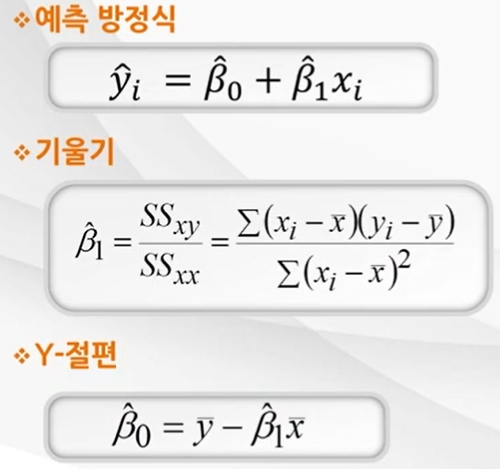 ❖예측 방정식
ŷᵢ = β̂₀ + β̂₁xᵢ
❖기울기
β̂₁ = SSxy / SSxx = ∑(xᵢ − x̅)(yᵢ − y̅) / ∑(xᵢ − x̅)²
❖Y-절편
β̂₀ = y̅ − β̂₁x̅